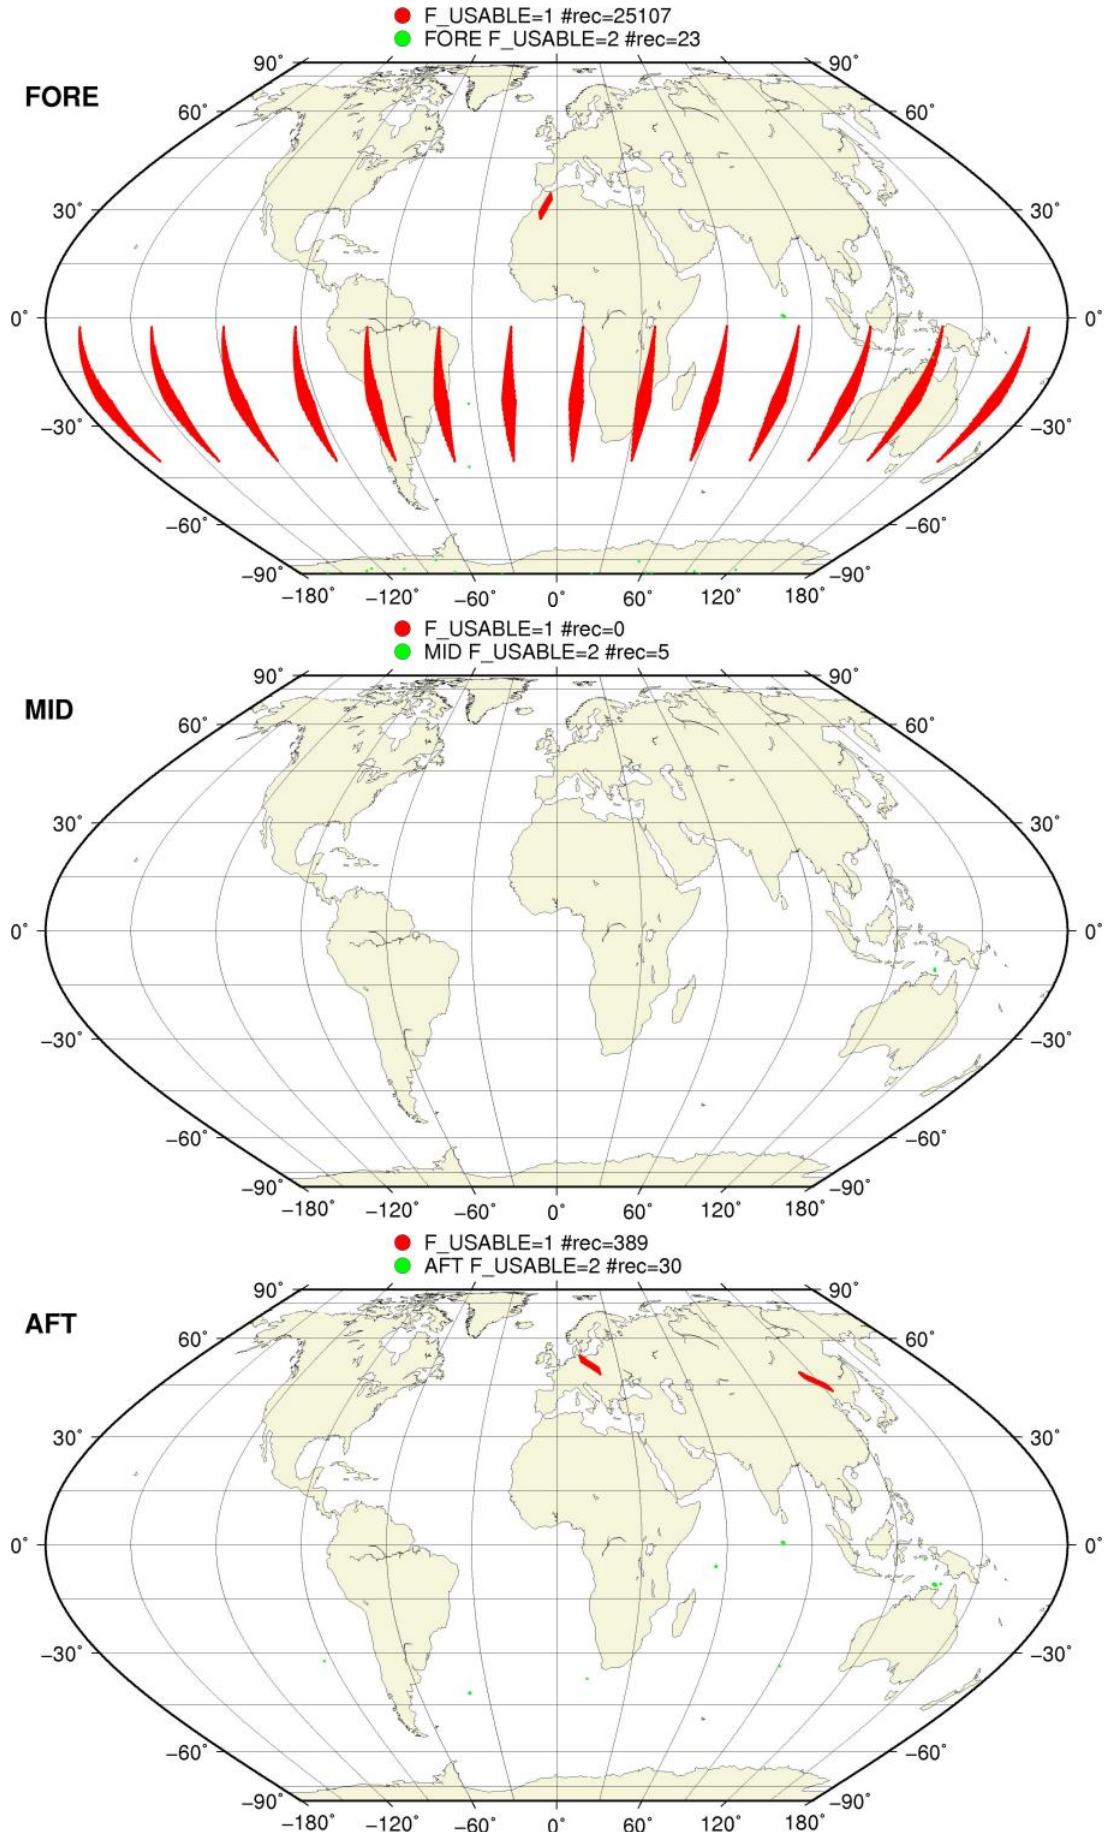 F_USABLE=1 #rec=25107
FORE F_USABLE=2 #rec=23
90° 90°
FORE
60° 60°
30° 30°
0° 0°
−30° −30°
−60° −60°
−90° −90°
−180° −120° −60° 0° 60° 120° 180°
F_USABLE=1 #rec=0
MID F_USABLE=2 #rec=5
90° 90°
MID
60° 60°
30° 30°
0° 0°
−30° −30°
−60° −60°
−90° −90°
−180° −120° −60° 0° 60° 120° 180°
F_USABLE=1 #rec=389
AFT F_USABLE=2 #rec=30
90° 90°
AFT
60° 60°
30° 30°
0° 0°
−30° −30°
−60° −60°
−90° −90°
−180° −120° −60° 0° 60° 120° 180°